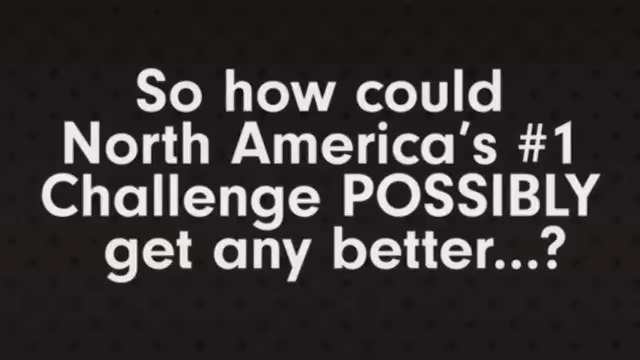 So how could
North America's #1
Challenge POSSIBLY
get any better...?